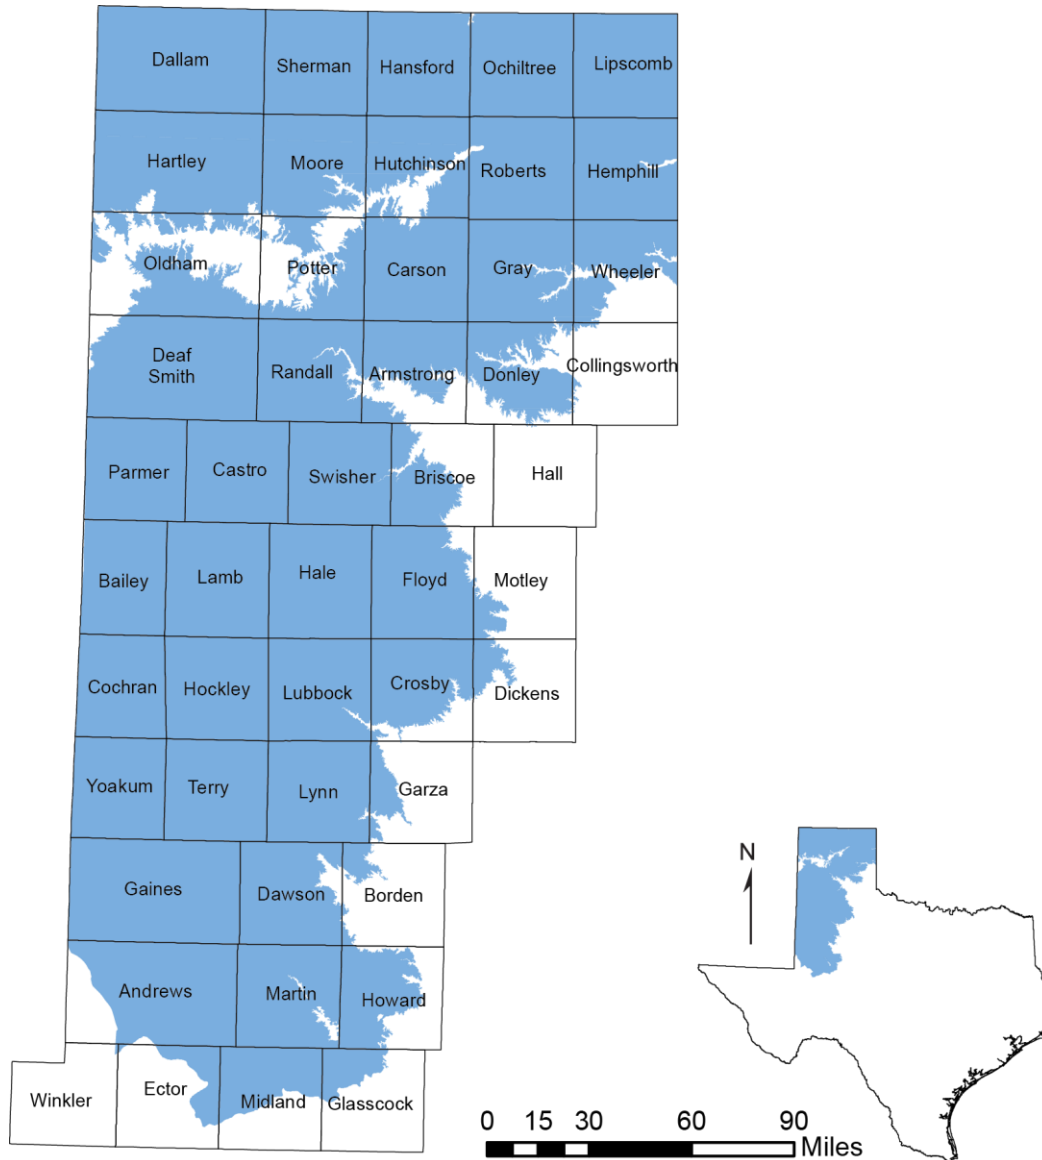 Dallam
Sherman
Hansford
Ochiltree
Lipscomb
Hartley
Moore
Hutchinson
Roberts
Hemphill
Oldham
Potter
Carson
Gray
Wheeler
Deaf
Smith
Randall
Armstrong
Donley
Collingsworth
Parmer
Castro
Swisher
Briscoe
Hall
Bailey
Lamb
Hale
Floyd
Motley
Cochran
Hockley
Lubbock
Crosby
Dickens
Yoakum
Terry
Lynn
Garza
Gaines
Dawson
Borden
Andrews
Martin
Howard
Winkler
Ector
Midland
Glasscock
N
0 15 30 60 90
Miles